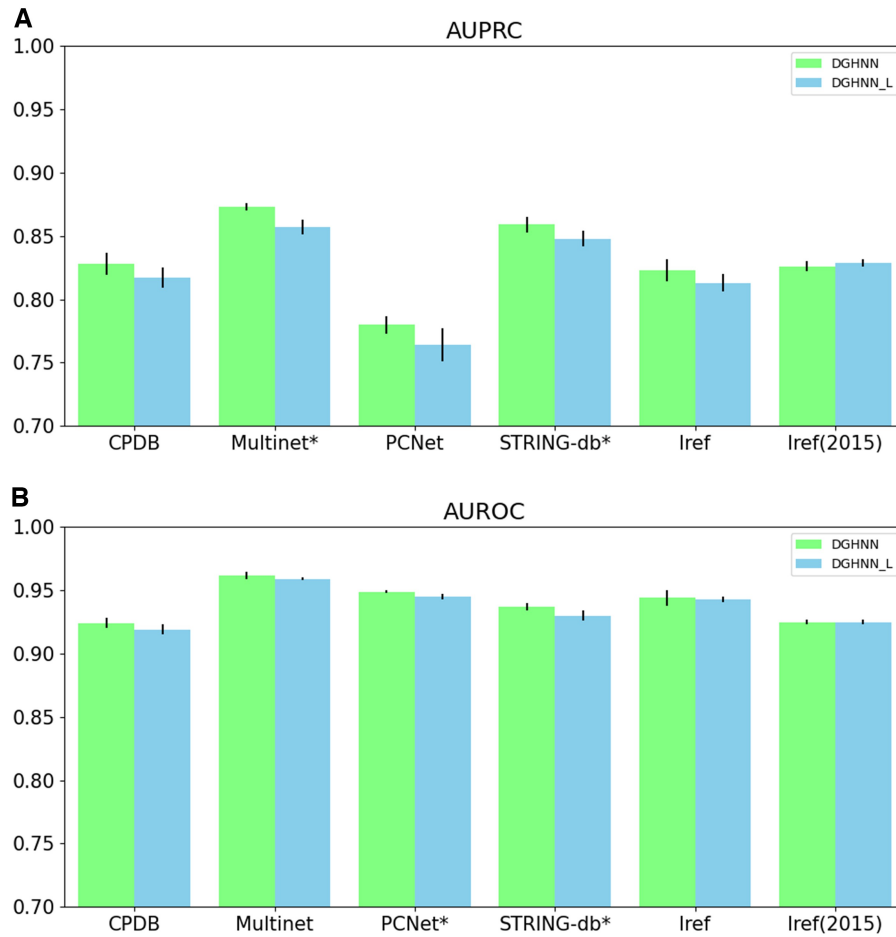 A
AUPRC
1.00
0.95
0.90
0.85
0.80
0.75
0.70
DGHNN
DGHNN_L
CPDB Multinet* PCNet STRING-db* Iref Iref(2015)
B
AUROC
1.00
0.95
0.90
0.85
0.80
0.75
0.70
DGHNN
DGHNN_L
CPDB Multinet PCNet* STRING-db* Iref Iref(2015)